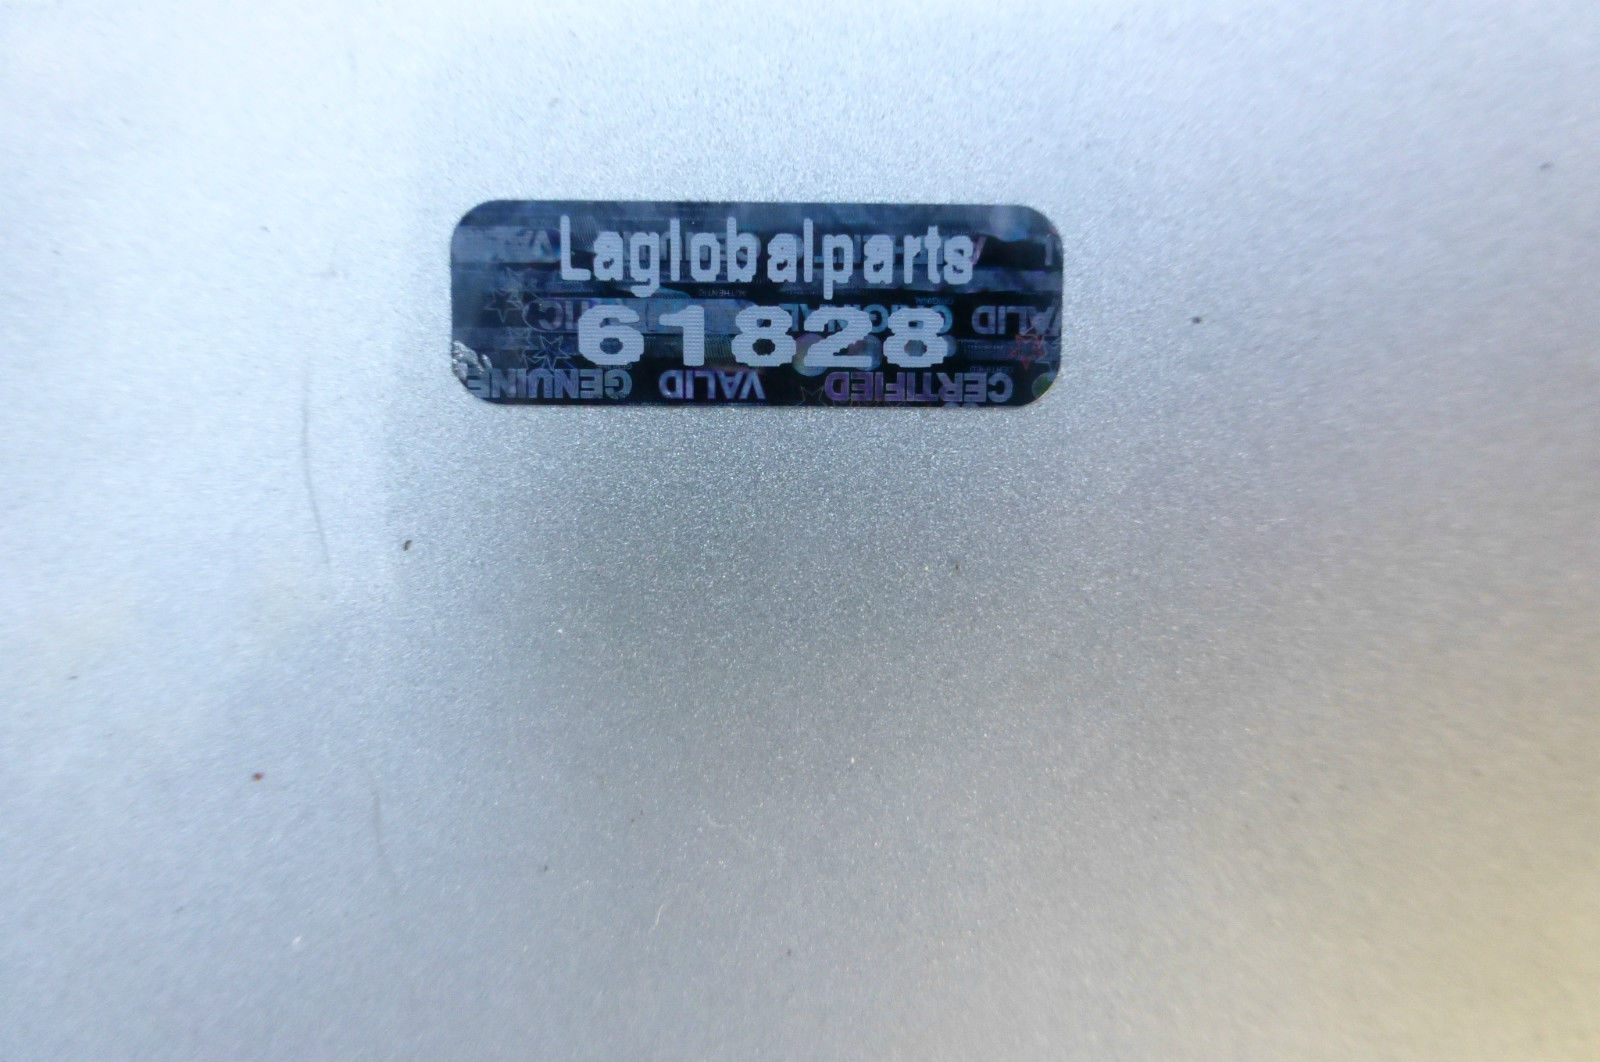 Laglobalparts
61828
GENUINE VALID CERTIFIED